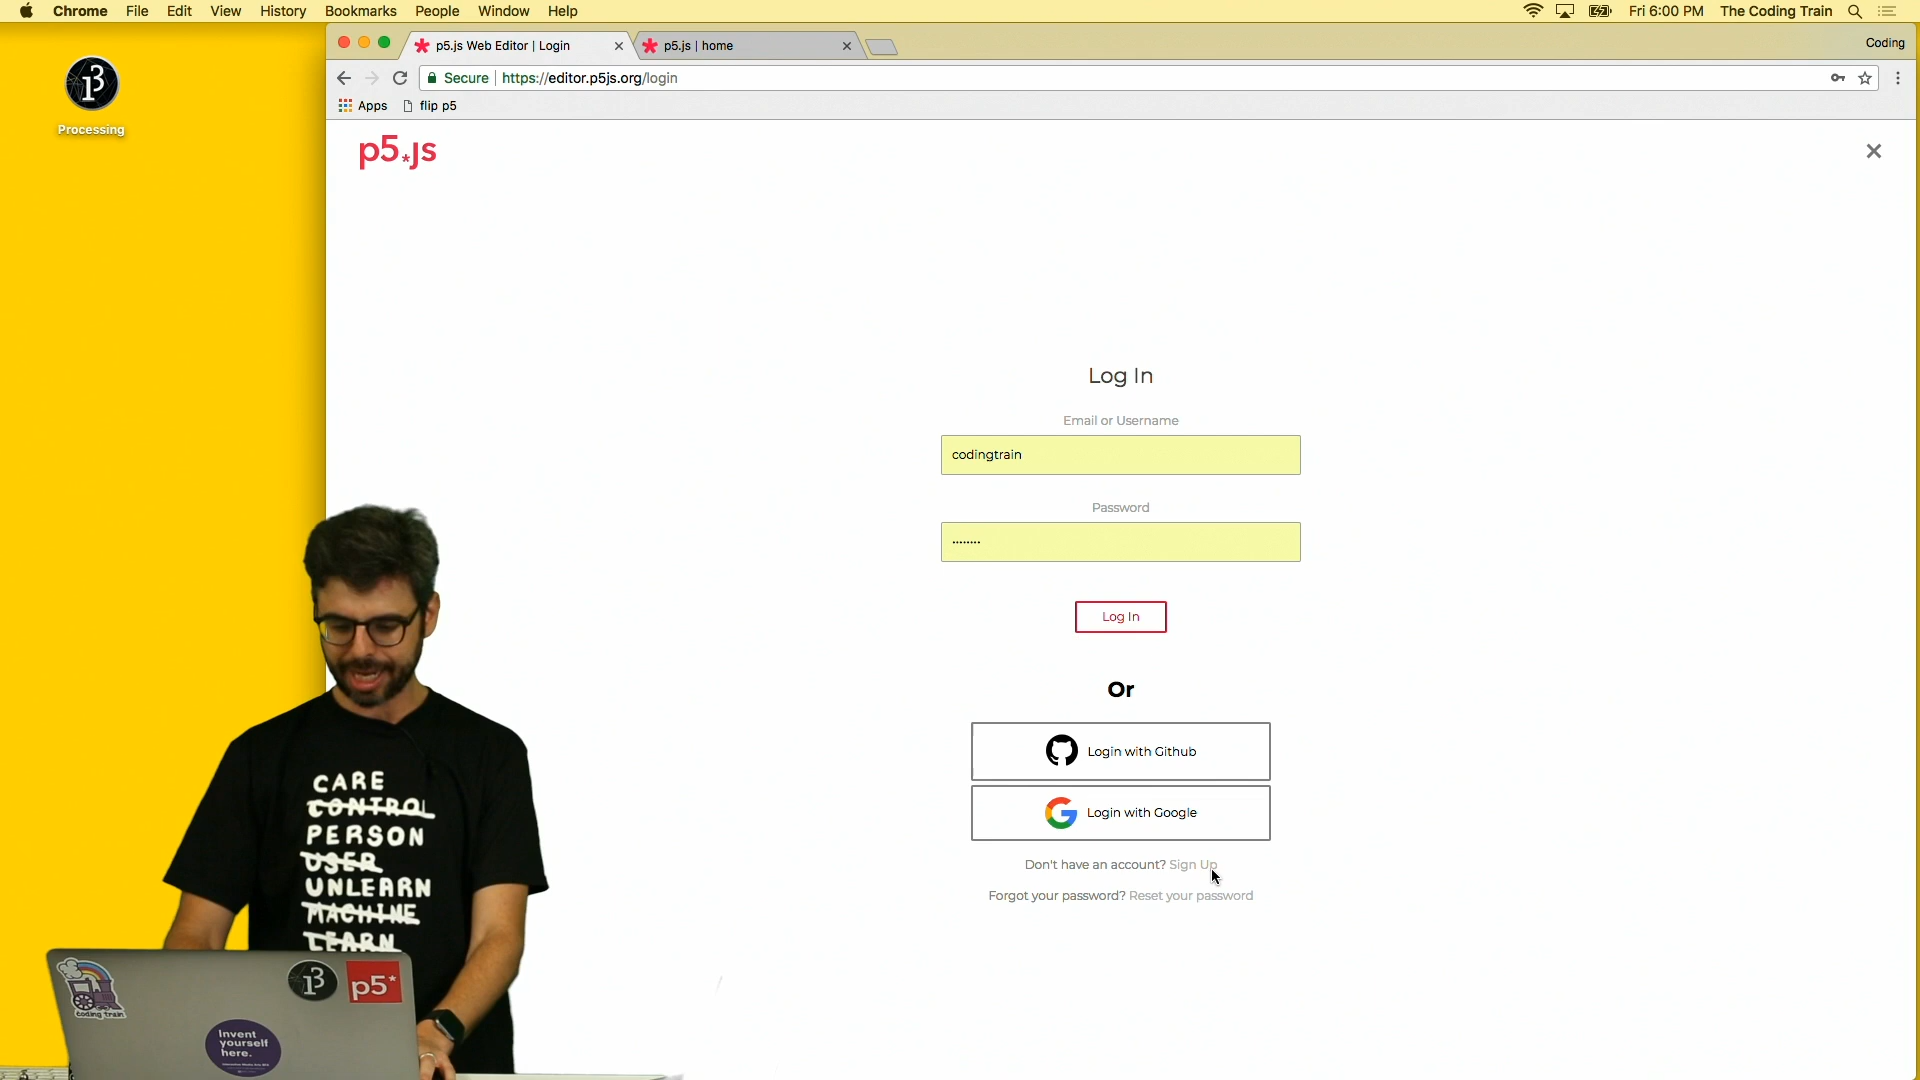 Chrome File Edit View History Bookmarks People Window Help
Fri 6:00 PM The Coding Train
p5.js Web Editor | Login
p5.js | home
Coding
Secure https://editor.p5js.org/login
Apps flip p5
Processing
p5*js
Log In
Email or Username
codingtrain
Password
Log In
Or
Login with Github
Login with Google
Don't have an account? Sign Up
Forgot your password? Reset your password
CARE
CONTROL
PERSON
USER
UNLEARN
MACHINE
LEARN
p5*
coding train
Invent
yourself
here.